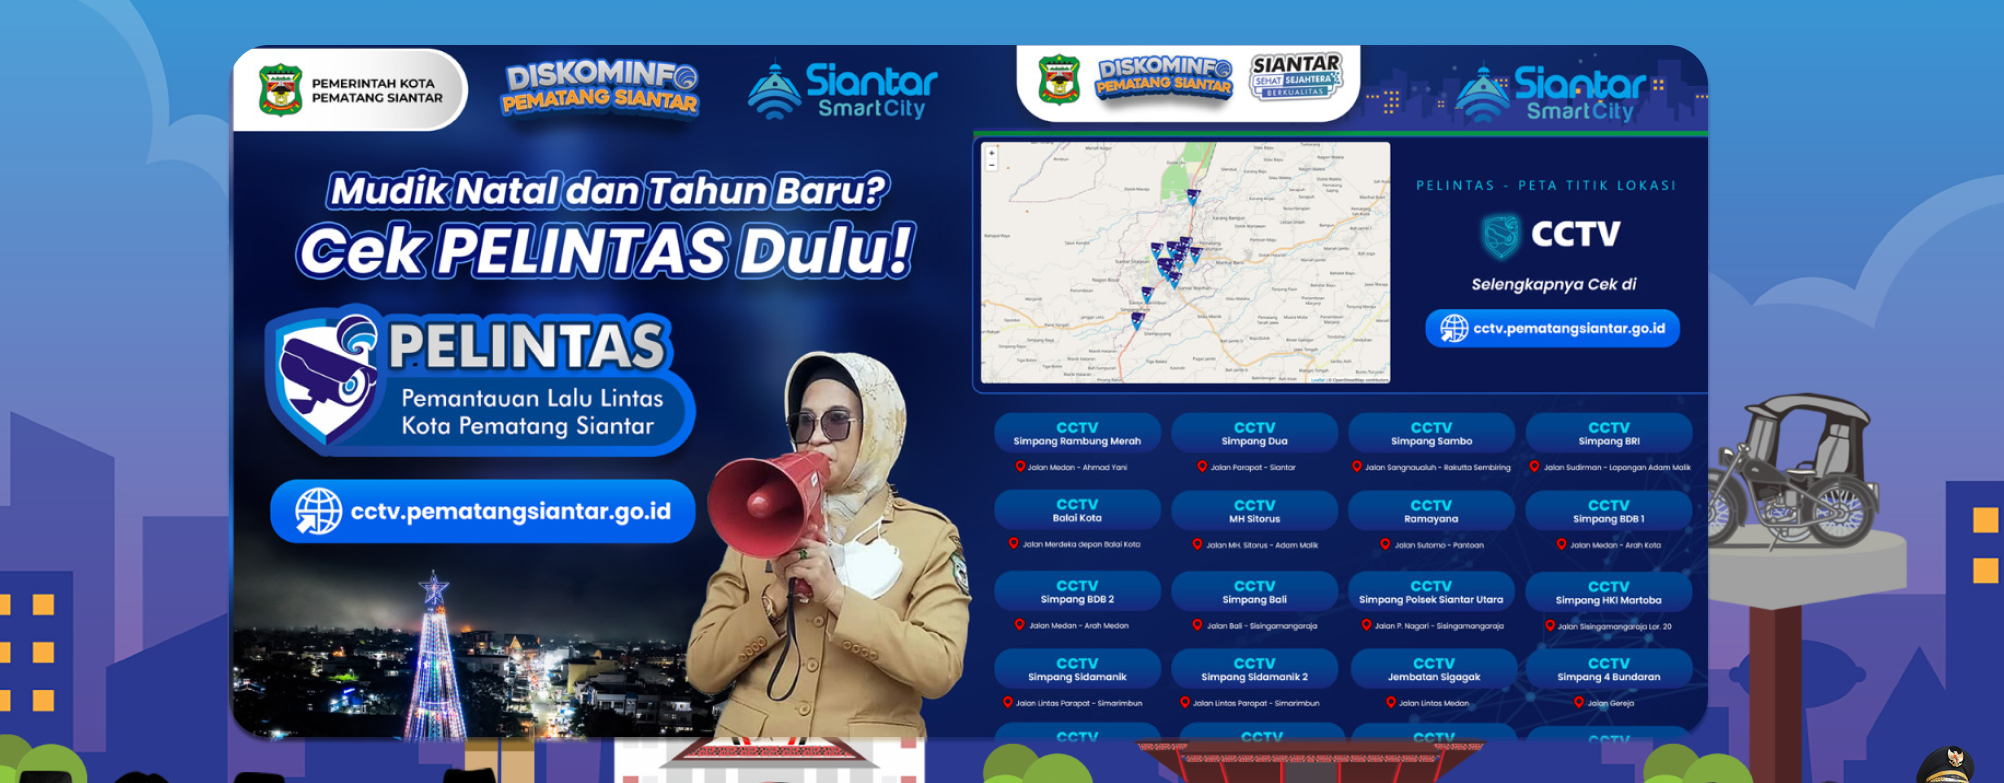 PEMERINTAH KOTA
PEMATANG SIANTAR
DISKOMINFO
PEMATANG SIANTAR
Siantar
SmartCity
Mudik Natal dan Tahun Baru?
Cek PELINTAS Dulu!
PELINTAS
Pemantauan Lalu Lintas
Kota Pematang Siantar
cctv.pematangsiantar.go.id
DISKOMINFO
PEMATANG SIANTAR
SIANTAR
SEHAT SEJAHTERA
BERKUALITAS
Siantar
SmartCity
PELINTAS - PETA TITIK LOKASI
CCTV
Selengkapnya Cek di
cctv.pematangsiantar.go.id
CCTV
Simpang Rambung Merah
Jalan Medan - Ahmad Yani
CCTV
Simpang Dua
Jalan Parapat - Siantar
CCTV
Simpang Sambo
Jalan Sangnaualuh - Rakutta Sembiring
CCTV
Simpang BRI
Jalan Sudirman - Lapangan Adam Malik
CCTV
Balai Kota
Jalan Merdeka depan Balai Kota
CCTV
MH Sitorus
Jalan MH. Sitorus - Adam Malik
CCTV
Ramayana
Jalan Sutomo - Pantoan
CCTV
Simpang BDB 1
Jalan Medan - Arah Kota
CCTV
Simpang BDB 2
Jalan Medan - Arah Medan
CCTV
Simpang Bali
Jalan Bali - Sisingamangaraja
CCTV
Simpang Polsek Siantar Utara
Jalan P. Nagari - Sisingamangaraja
CCTV
Simpang HKI Martoba
Jalan Sisingamangaraja Lor. 20
CCTV
Simpang Sidamanik
Jalan Lintas Parapat - Simarimbun
CCTV
Simpang Sidamanik 2
Jalan Lintas Parapat - Simarimbun
CCTV
Jembatan Sigagak
Jalan Lintas Medan
CCTV
Simpang 4 Bundaran
Jalan Gereja
CCTV
CCTV
CCTV
CCTV